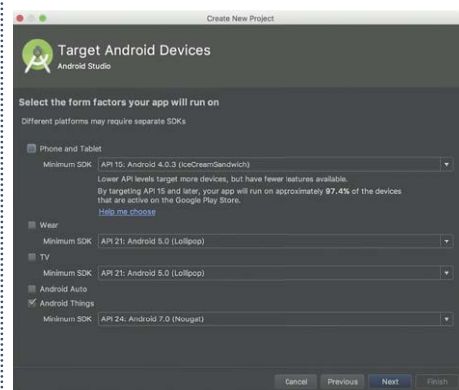 Create New Project
Target Android Devices
Android Studio
Select the form factors your app will run on
Different platforms may require separate SDKs
Phone and Tablet
Minimum SDK API 15: Android 4.0.3 (IceCreamSandwich)
Lower API levels target more devices, but have fewer features available.
By targeting API 15 and later, your app will run on approximately 97.4% of the devices
that are active on the Google Play Store.
Help me choose
Wear
Minimum SDK API 21: Android 5.0 (Lollipop)
TV
Minimum SDK API 21: Android 5.0 (Lollipop)
Android Auto
Android Things
Minimum SDK API 24: Android 7.0 (Nougat)
Cancel Previous Next Finish